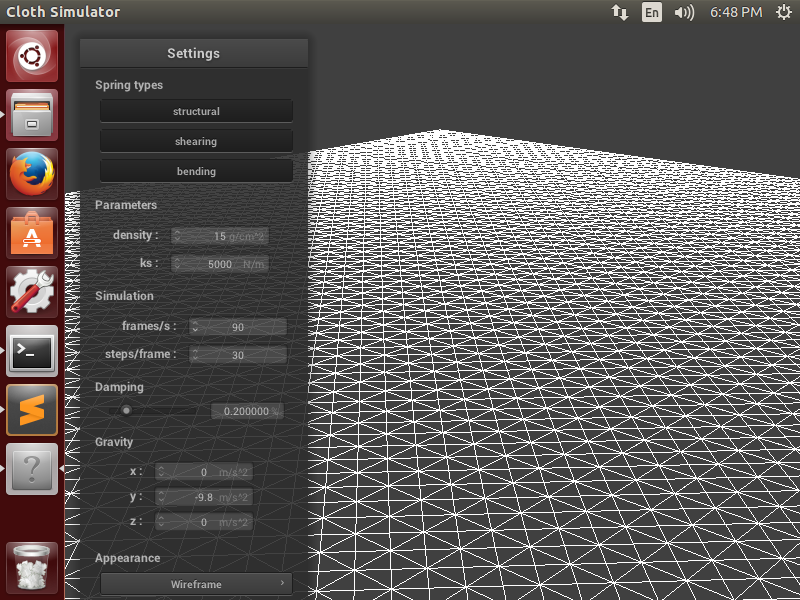 Cloth Simulator
En
6:48 PM
Settings
Spring types
structural
shearing
bending
Parameters
density : 15 g/cm^2
ks : 5000 N/m
Simulation
frames/s : 90
steps/frame : 30
Damping
0.200000 %
Gravity
x : 0 m/s^2
y : -9.8 m/s^2
z : 0 m/s^2
Appearance
Wireframe